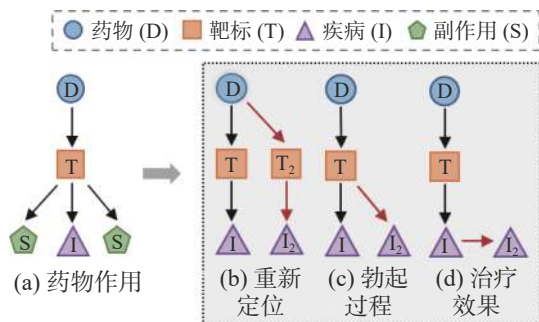 药物 (D) 靶标 (T) 疾病 (I) 副作用 (S)
D D D D
T T T₂ T T
S I S I I₂ I I₂ I I₂
(a) 药物作用 (b) 重新 (c) 勃起 (d) 治疗
定位 过程 效果